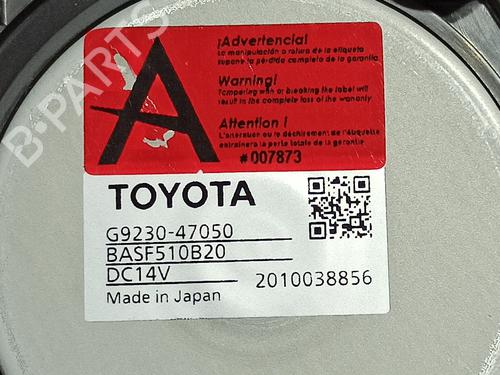 ¡Advertencia!
La manipulación o rotura de la etiqueta
supone la pérdida completa de la garantía
Warning!
Tampering with or breaking the label will
result in the complete loss of the warranty
Attention !
L'altération ou le déchirement de l'étiquette
entraînera la perte totale de la garantie
#007873
A
TOYOTA
G9230-47050
BASF510B20
DC14V
2010038856
Made in Japan
B-PARTS